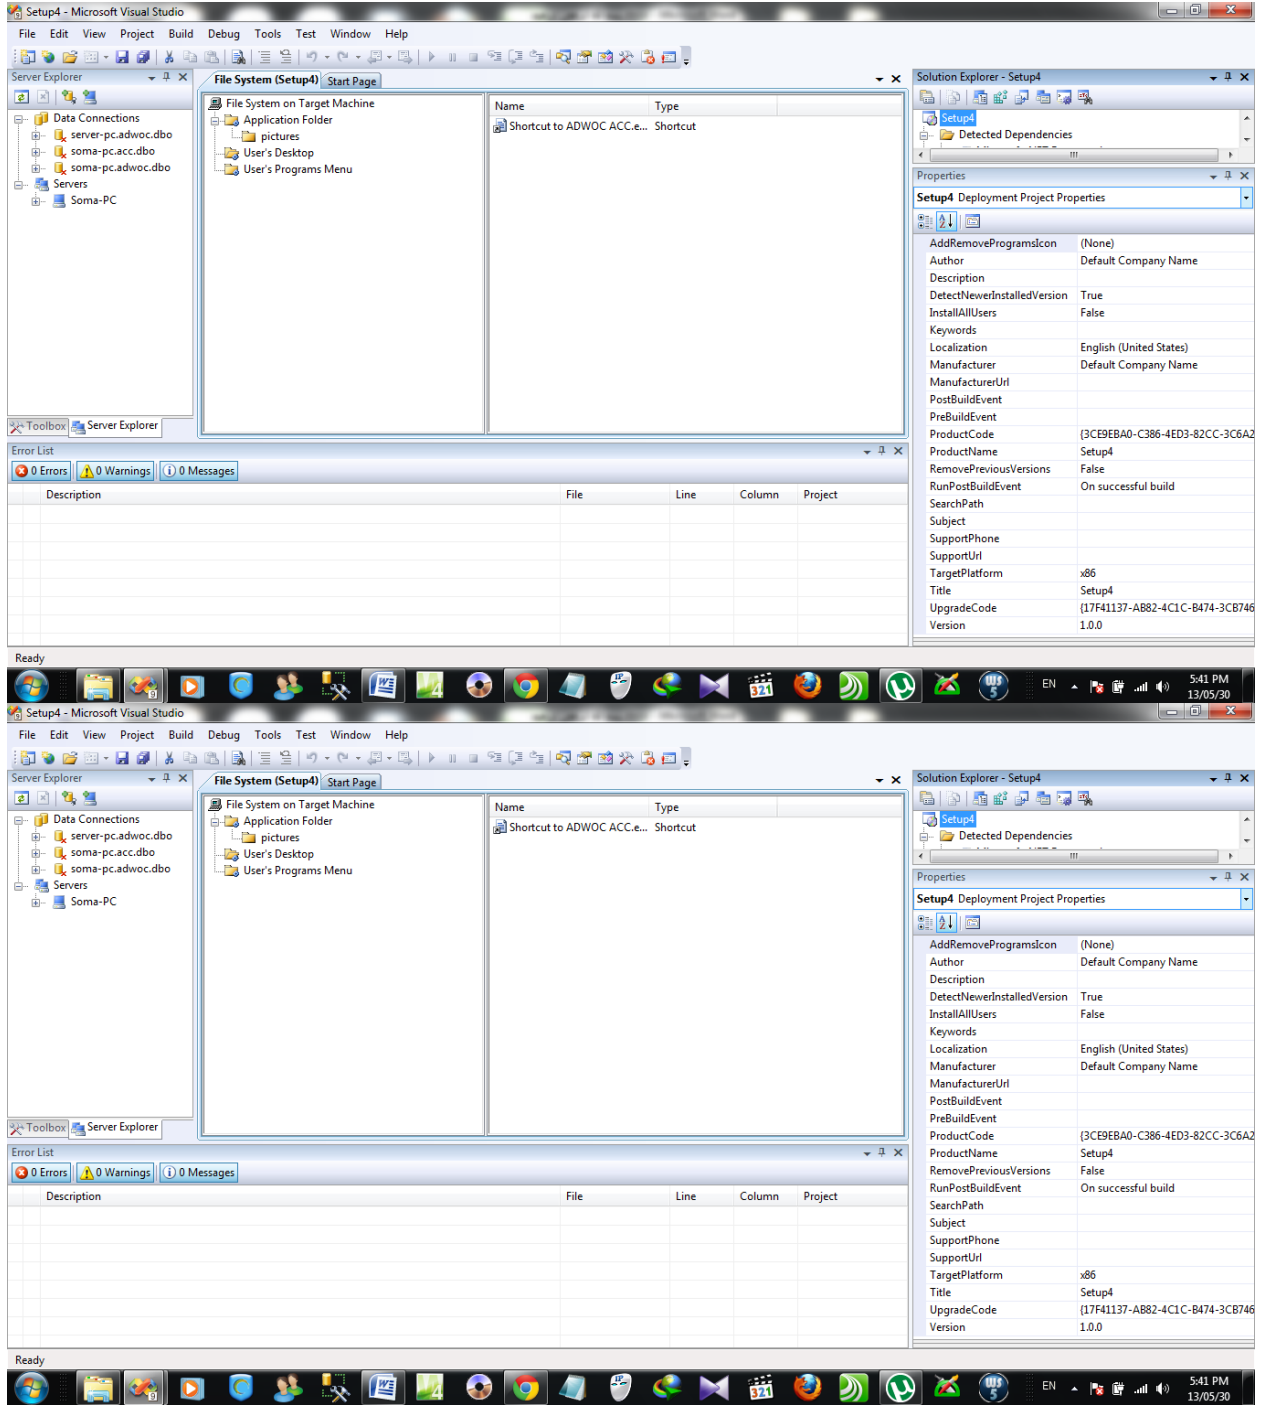 Setup4 - Microsoft Visual Studio
File Edit View Project Build Debug Tools Test Window Help
Server Explorer
Data Connections
server-pc.adwoc.dbo
soma-pc.acc.dbo
soma-pc.adwoc.dbo
Servers
Soma-PC
Toolbox Server Explorer
File System (Setup4) Start Page
File System on Target Machine
Application Folder
pictures
User's Desktop
User's Programs Menu
Name Type
Shortcut to ADWOC ACC.e... Shortcut
Solution Explorer - Setup4
Setup4
Detected Dependencies
Properties
Setup4 Deployment Project Properties
AddRemoveProgramsIcon (None)
Author Default Company Name
Description
DetectNewerInstalledVersion True
InstallAllUsers False
Keywords
Localization English (United States)
Manufacturer Default Company Name
ManufacturerUrl
PostBuildEvent
PreBuildEvent
ProductCode {3CE9EBA0-C386-4ED3-82CC-3C6A2
ProductName Setup4
RemovePreviousVersions False
RunPostBuildEvent On successful build
SearchPath
Subject
SupportPhone
SupportUrl
TargetPlatform x86
Title Setup4
UpgradeCode {17F41137-AB82-4C1C-B474-3CB746
Version 1.0.0
Error List
0 Errors 0 Warnings 0 Messages
Description File Line Column Project
Ready
EN 5:41 PM
13/05/30
Setup4 - Microsoft Visual Studio
File Edit View Project Build Debug Tools Test Window Help
Server Explorer
Data Connections
server-pc.adwoc.dbo
soma-pc.acc.dbo
soma-pc.adwoc.dbo
Servers
Soma-PC
Toolbox Server Explorer
File System (Setup4) Start Page
File System on Target Machine
Application Folder
pictures
User's Desktop
User's Programs Menu
Name Type
Shortcut to ADWOC ACC.e... Shortcut
Solution Explorer - Setup4
Setup4
Detected Dependencies
Properties
Setup4 Deployment Project Properties
AddRemoveProgramsIcon (None)
Author Default Company Name
Description
DetectNewerInstalledVersion True
InstallAllUsers False
Keywords
Localization English (United States)
Manufacturer Default Company Name
ManufacturerUrl
PostBuildEvent
PreBuildEvent
ProductCode {3CE9EBA0-C386-4ED3-82CC-3C6A2
ProductName Setup4
RemovePreviousVersions False
RunPostBuildEvent On successful build
SearchPath
Subject
SupportPhone
SupportUrl
TargetPlatform x86
Title Setup4
UpgradeCode {17F41137-AB82-4C1C-B474-3CB746
Version 1.0.0
Error List
0 Errors 0 Warnings 0 Messages
Description File Line Column Project
Ready
EN 5:41 PM
13/05/30